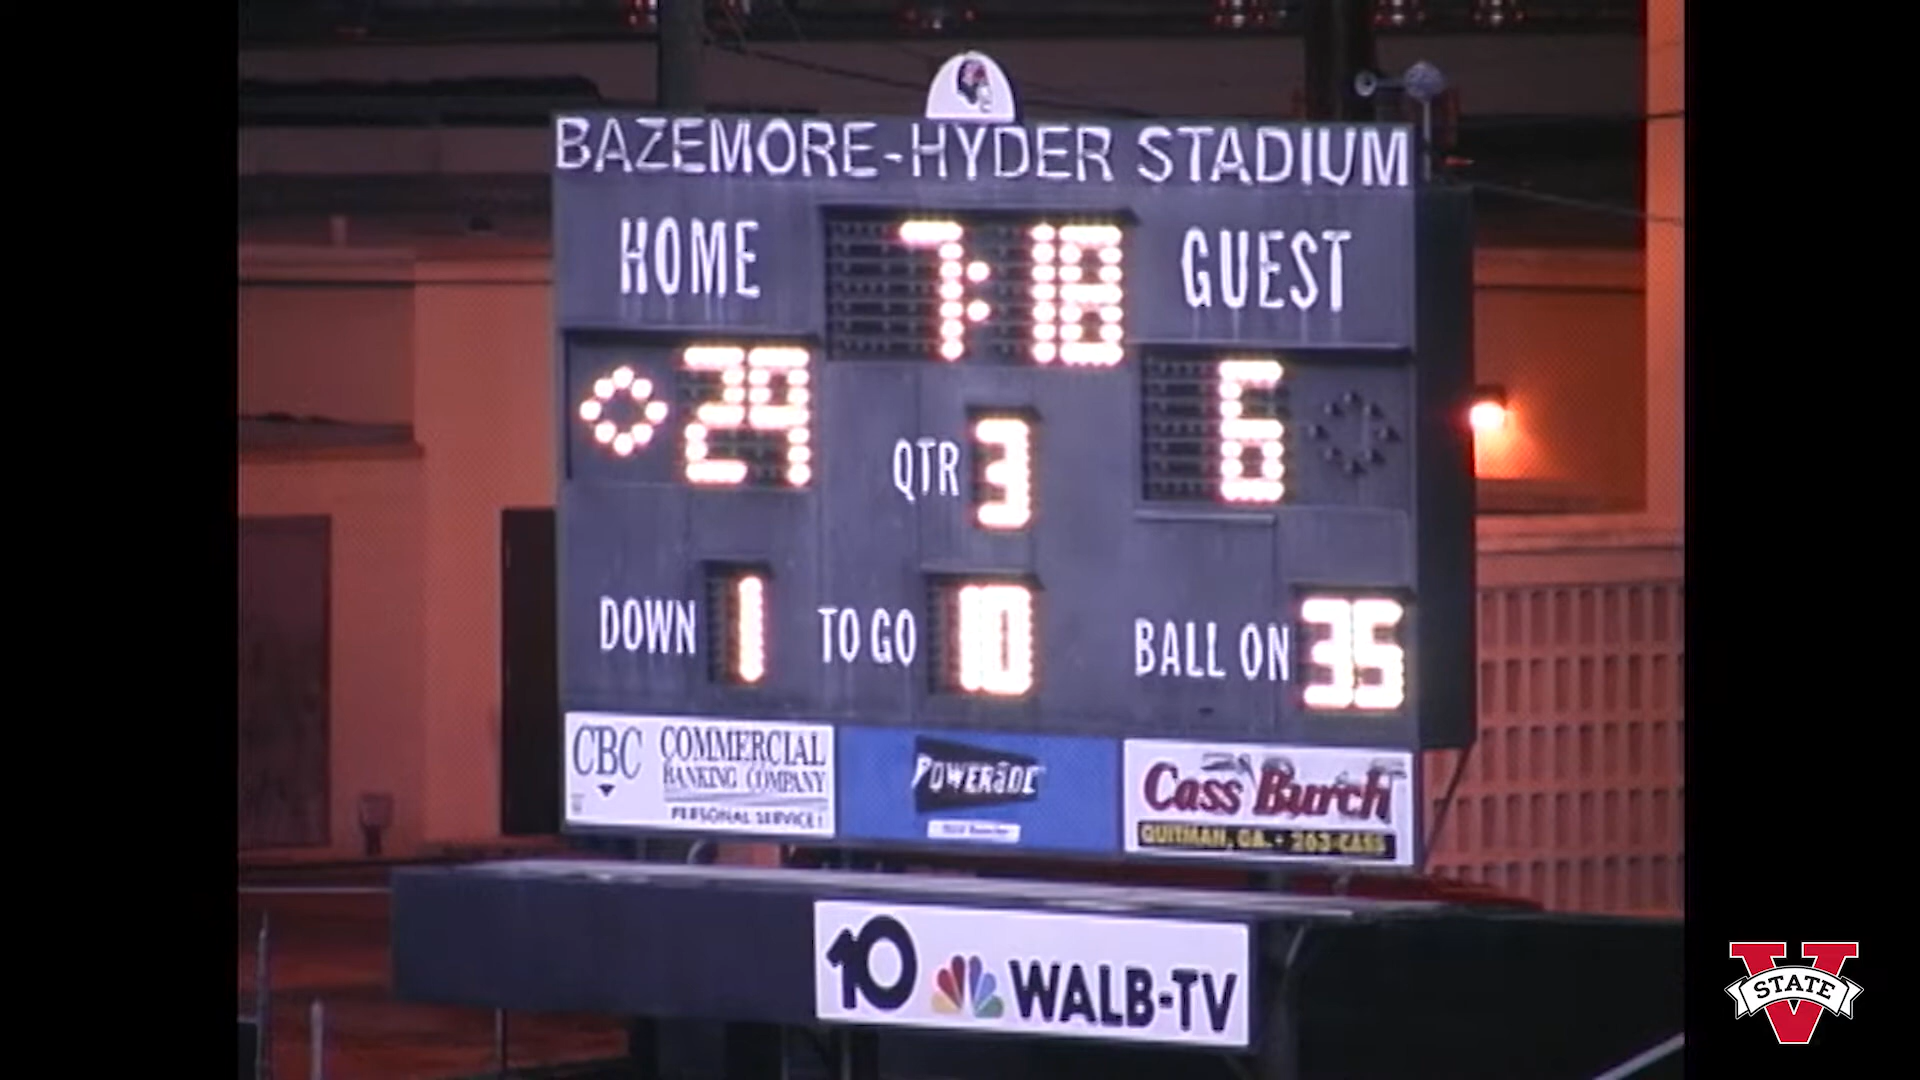 BAZEMORE-HYDER STADIUM
HOME 7:18 GUEST
29 6
QTR 3
DOWN 1 TO GO 10 BALL ON 35
CBC COMMERCIAL
BANKING COMPANY
PERSONAL SERVICE!
POWERADE
Cass Burch
QUITMAN, GA. - 263-CASS
10 WALB-TV
V STATE